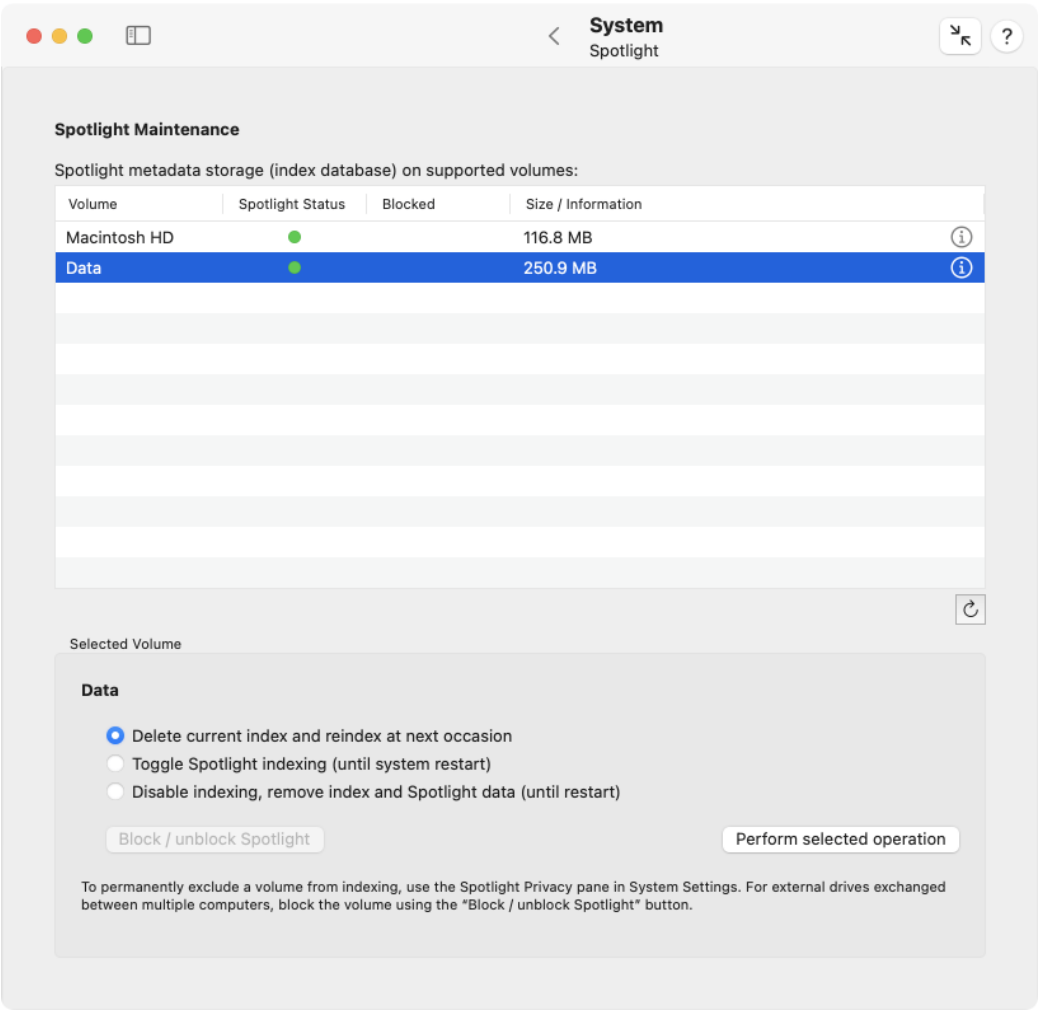 System
Spotlight
?
Spotlight Maintenance
Spotlight metadata storage (index database) on supported volumes:
Volume Spotlight Status Blocked Size / Information
Macintosh HD 116.8 MB
Data 250.9 MB
Selected Volume
Data
Delete current index and reindex at next occasion
Toggle Spotlight indexing (until system restart)
Disable indexing, remove index and Spotlight data (until restart)
Block / unblock Spotlight Perform selected operation
To permanently exclude a volume from indexing, use the Spotlight Privacy pane in System Settings. For external drives exchanged
between multiple computers, block the volume using the “Block / unblock Spotlight” button.